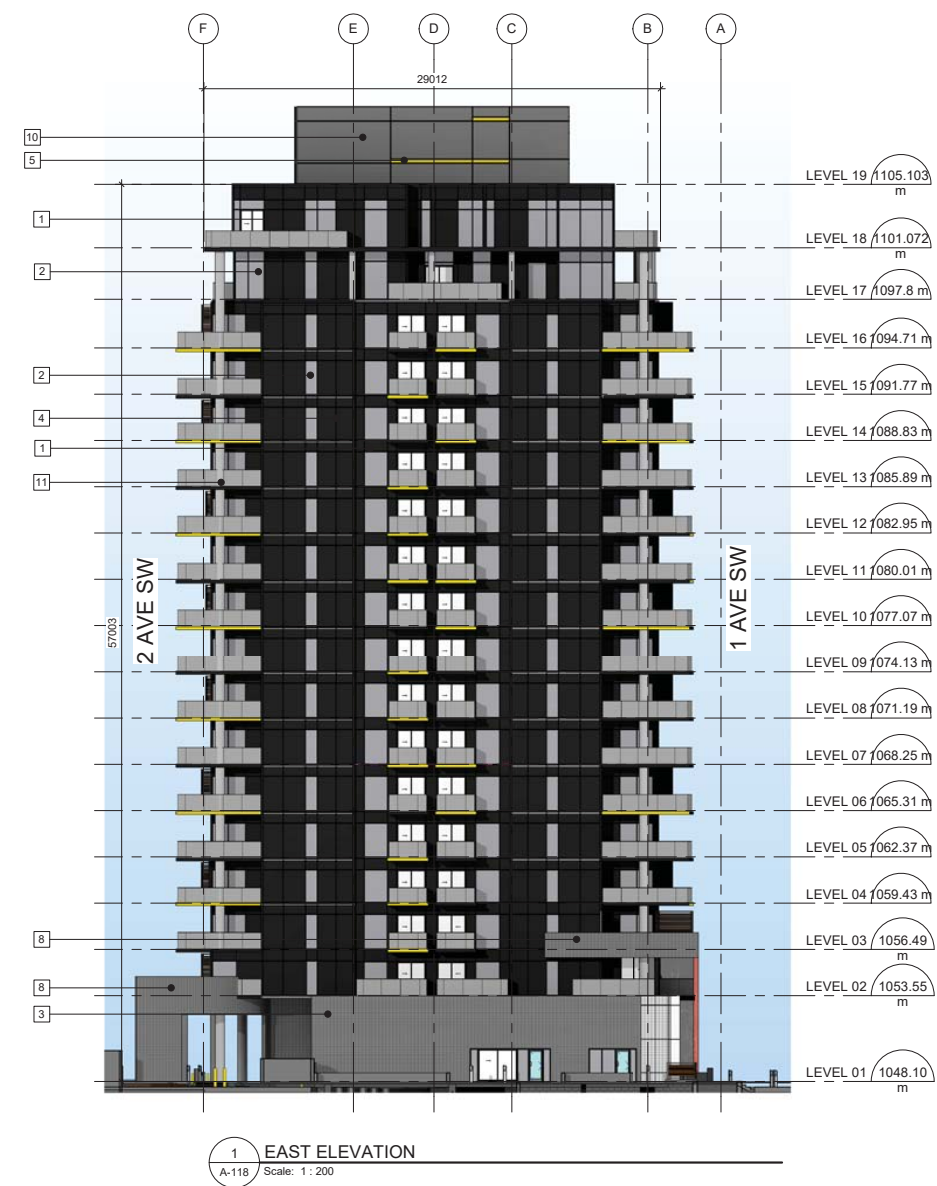 F E D C B A
29012
10
5
LEVEL 19 1105.103 m
1
LEVEL 18 1101.072 m
2
LEVEL 17 1097.8 m
LEVEL 16 1094.71 m
2
LEVEL 15 1091.77 m
4
LEVEL 14 1088.83 m
1
11
LEVEL 13 1085.89 m
LEVEL 12 1082.95 m
LEVEL 11 1080.01 m
2 AVE SW
1 AVE SW
57003
LEVEL 10 1077.07 m
LEVEL 09 1074.13 m
LEVEL 08 1071.19 m
LEVEL 07 1068.25 m
LEVEL 06 1065.31 m
LEVEL 05 1062.37 m
LEVEL 04 1059.43 m
8
LEVEL 03 1056.49 m
8
LEVEL 02 1053.55 m
3
LEVEL 01 1048.10 m
1
A-118
EAST ELEVATION
Scale: 1 : 200